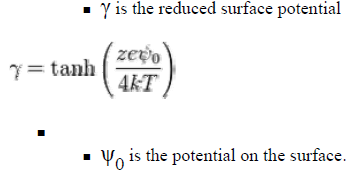 ▪ γ is the reduced surface potential
γ = tanh (zeψ₀ / 4kT)
▪
▪ Ψ₀ is the potential on the surface.